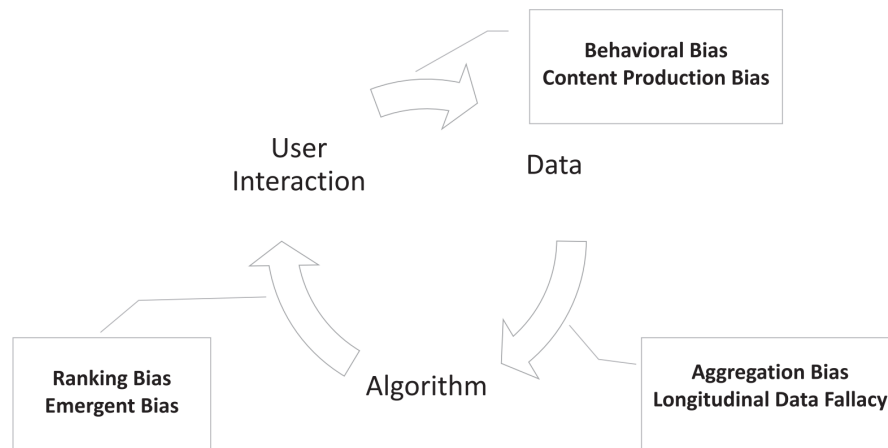 Behavioral Bias
Content Production Bias
User
Interaction
Data
Algorithm
Ranking Bias
Emergent Bias
Aggregation Bias
Longitudinal Data Fallacy